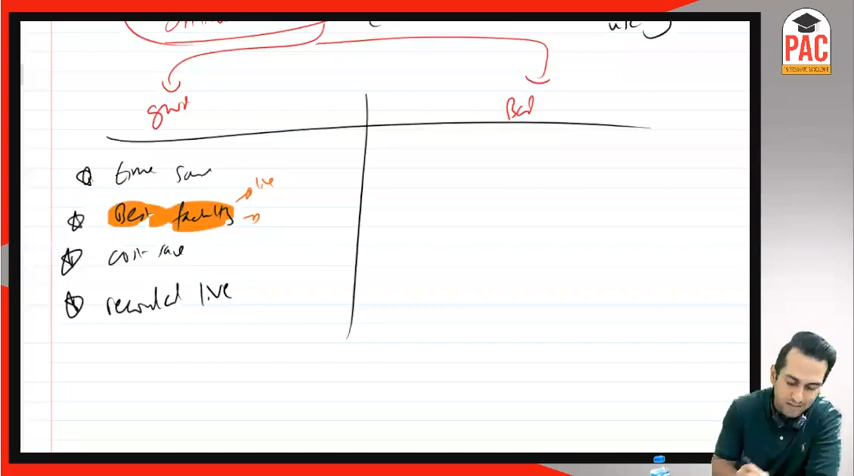 PAC
Good
Bad
time save
live
Best faculty
cost save
recorded live